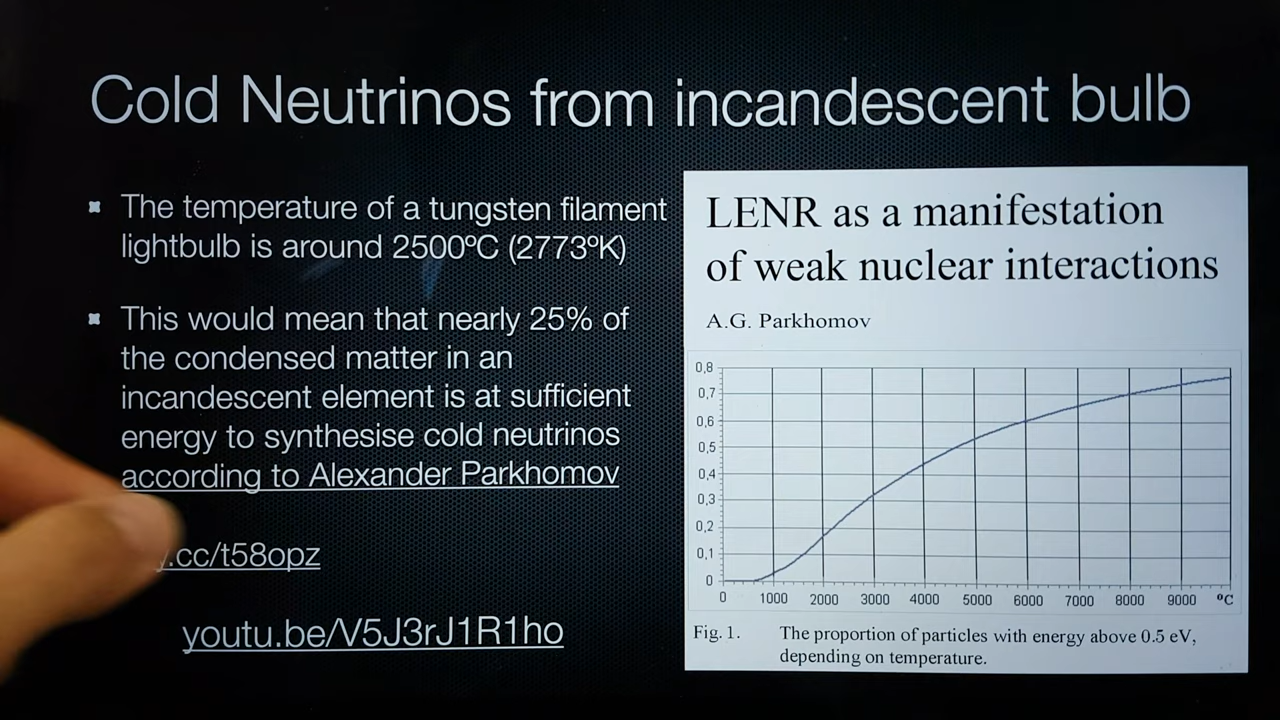 Cold Neutrinos from incandescent bulb
The temperature of a tungsten filament
lightbulb is around 2500ºC (2773ºK)
This would mean that nearly 25% of
the condensed matter in an
incandescent element is at sufficient
energy to synthesise cold neutrinos
according to Alexander Parkhomov
.cc/t58opz
youtu.be/V5J3rJ1R1ho
LENR as a manifestation
of weak nuclear interactions
A.G. Parkhomov
0,8
0,7
0,6
0,5
0,4
0,3
0,2
0,1
0
0 1000 2000 3000 4000 5000 6000 7000 8000 9000 ºC
Fig. 1. The proportion of particles with energy above 0.5 eV,
depending on temperature.